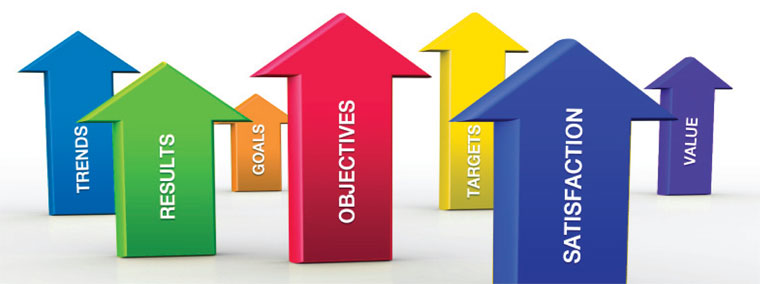 TRENDS
RESULTS
GOALS
OBJECTIVES
TARGETS
SATISFACTION
VALUE